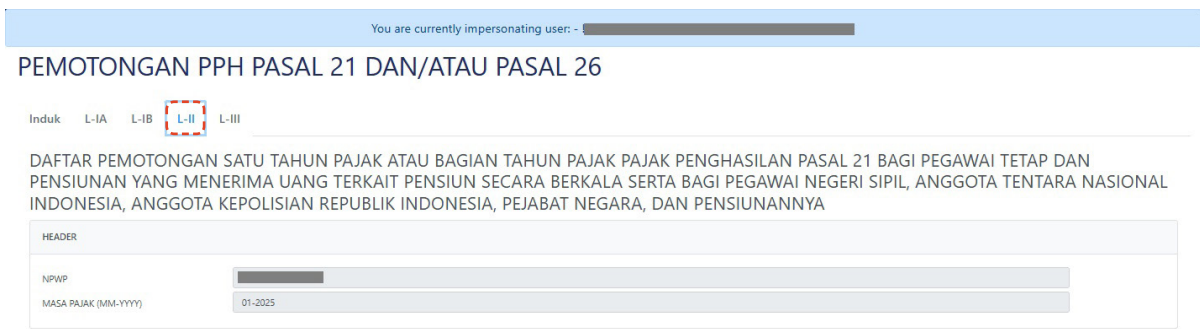 You are currently impersonating user: -
PEMOTONGAN PPH PASAL 21 DAN/ATAU PASAL 26
Induk L-IA L-IB L-II L-III
DAFTAR PEMOTONGAN SATU TAHUN PAJAK ATAU BAGIAN TAHUN PAJAK PAJAK PENGHASILAN PASAL 21 BAGI PEGAWAI TETAP DAN
PENSIUNAN YANG MENERIMA UANG TERKAIT PENSIUN SECARA BERKALA SERTA BAGI PEGAWAI NEGERI SIPIL, ANGGOTA TENTARA NASIONAL
INDONESIA, ANGGOTA KEPOLISIAN REPUBLIK INDONESIA, PEJABAT NEGARA, DAN PENSIUNANNYA
HEADER
NPWP
MASA PAJAK (MM-YYYY) 01-2025